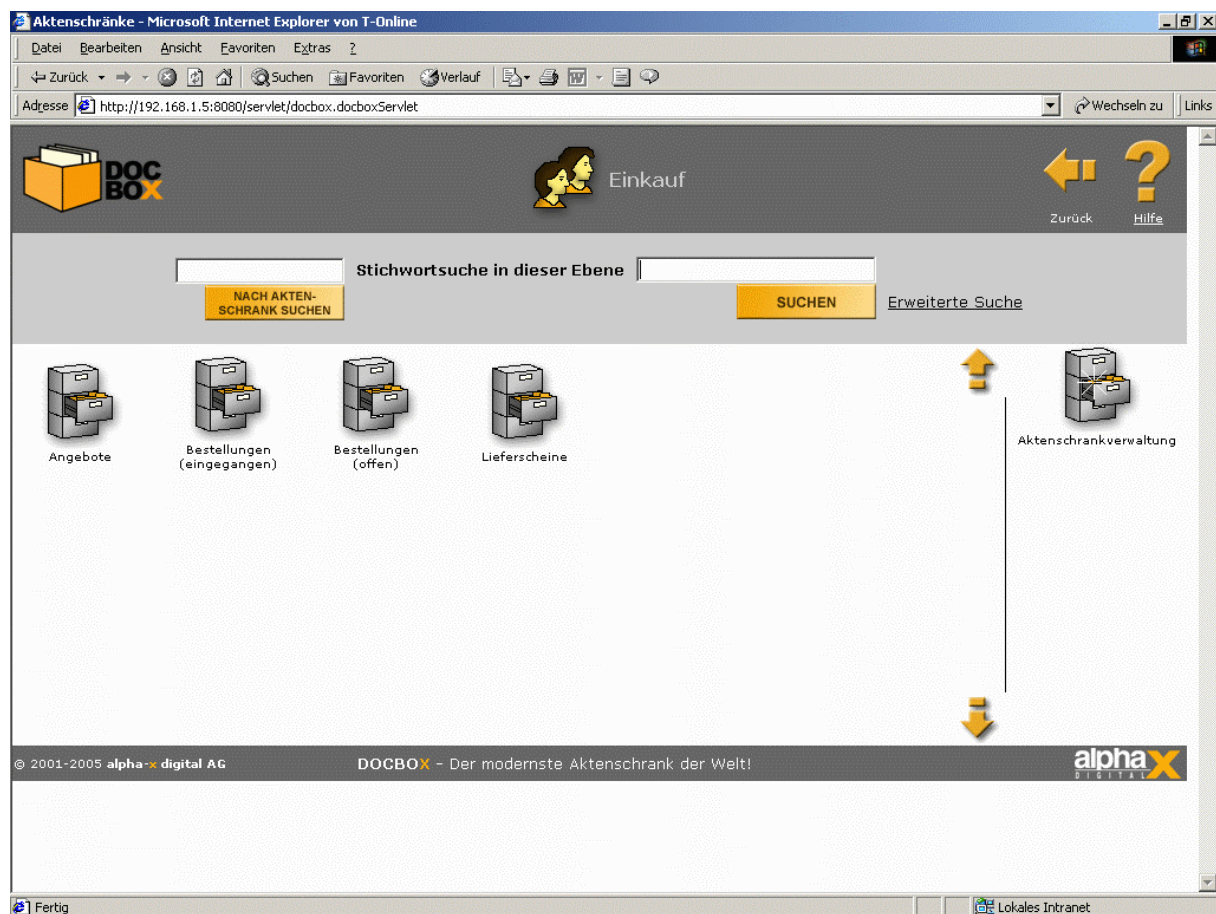 Aktenschränke - Microsoft Internet Explorer von T-Online
Datei Bearbeiten Ansicht Favoriten Extras ?
Zurück Suchen Favoriten Verlauf
Adresse http://192.168.1.5:8080/servlet/docbox.docboxServlet Wechseln zu Links
DOC
BOX
Einkauf
Zurück Hilfe
Stichwortsuche in dieser Ebene
NACH AKTEN-
SCHRANK SUCHEN
SUCHEN
Erweiterte Suche
Angebote
Bestellungen
(eingegangen)
Bestellungen
(offen)
Lieferscheine
Aktenschrankverwaltung
© 2001-2005 alpha-x digital AG
DOCBOX - Der modernste Aktenschrank der Welt!
alpha X
DIGITAL
Fertig
Lokales Intranet